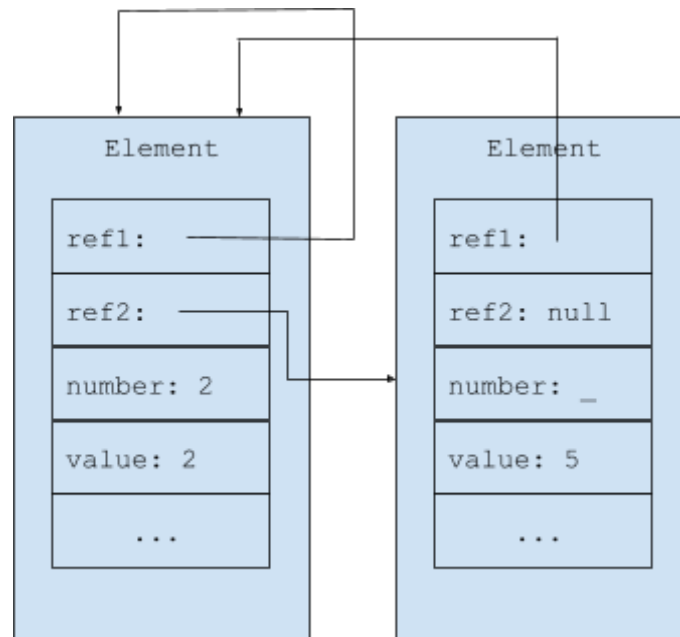 Element
ref1:
ref2:
number: 2
value: 2
...
Element
ref1:
ref2: null
number: _
value: 5
...